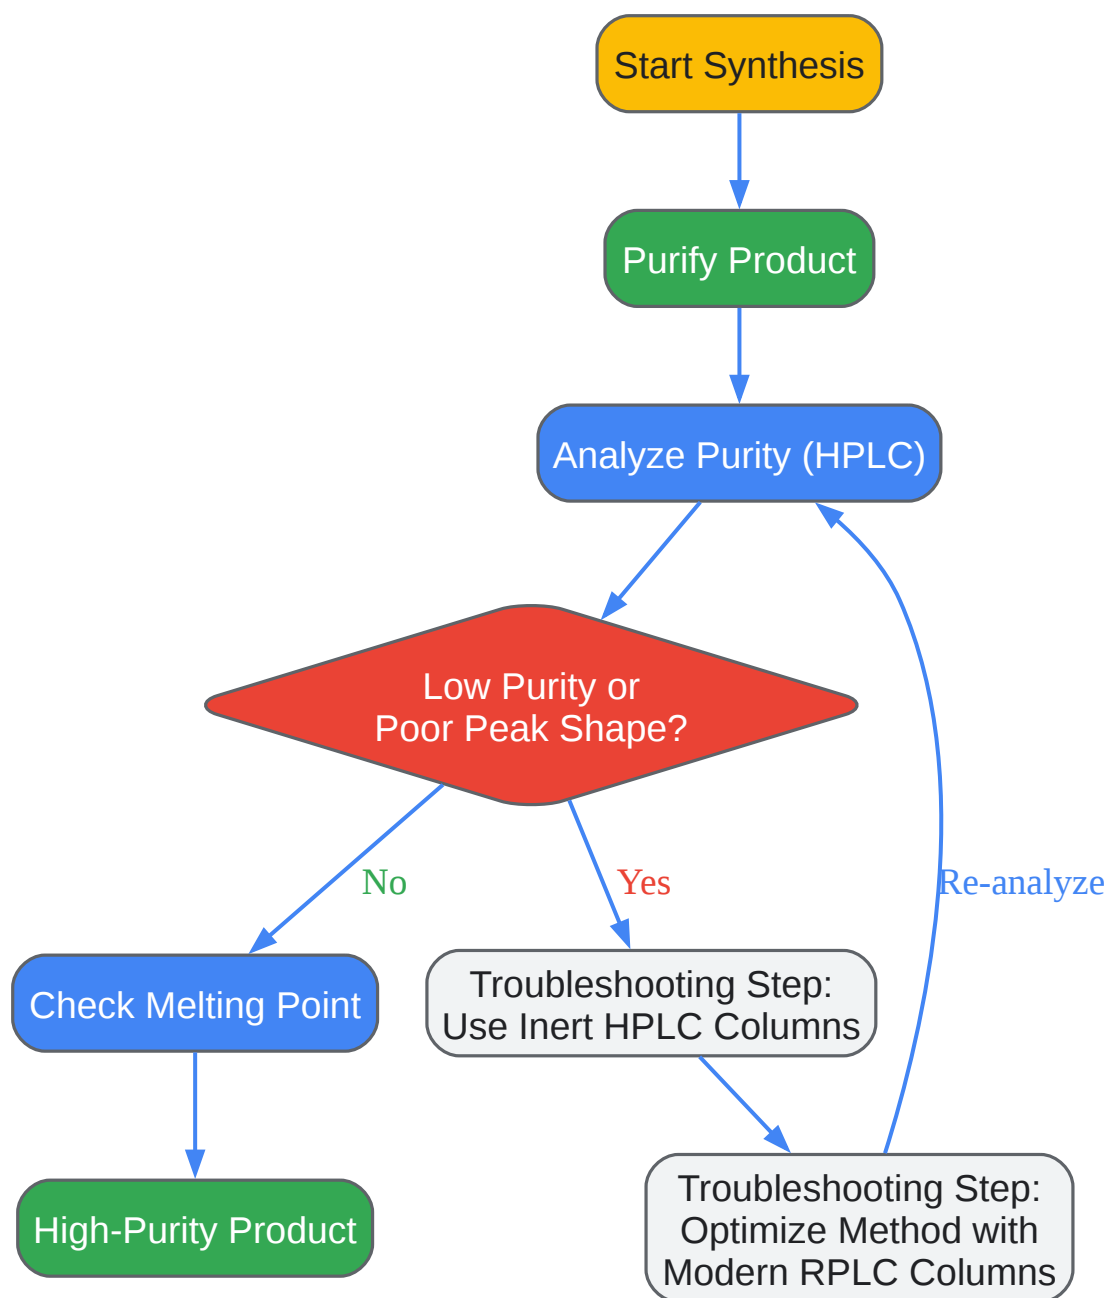 Start Synthesis
Purify Product
Analyze Purity (HPLC)
Low Purity or
Poor Peak Shape?
No
Yes
Re-analyze
Check Melting Point
Troubleshooting Step:
Use Inert HPLC Columns
High-Purity Product
Troubleshooting Step:
Optimize Method with
Modern RPLC Columns